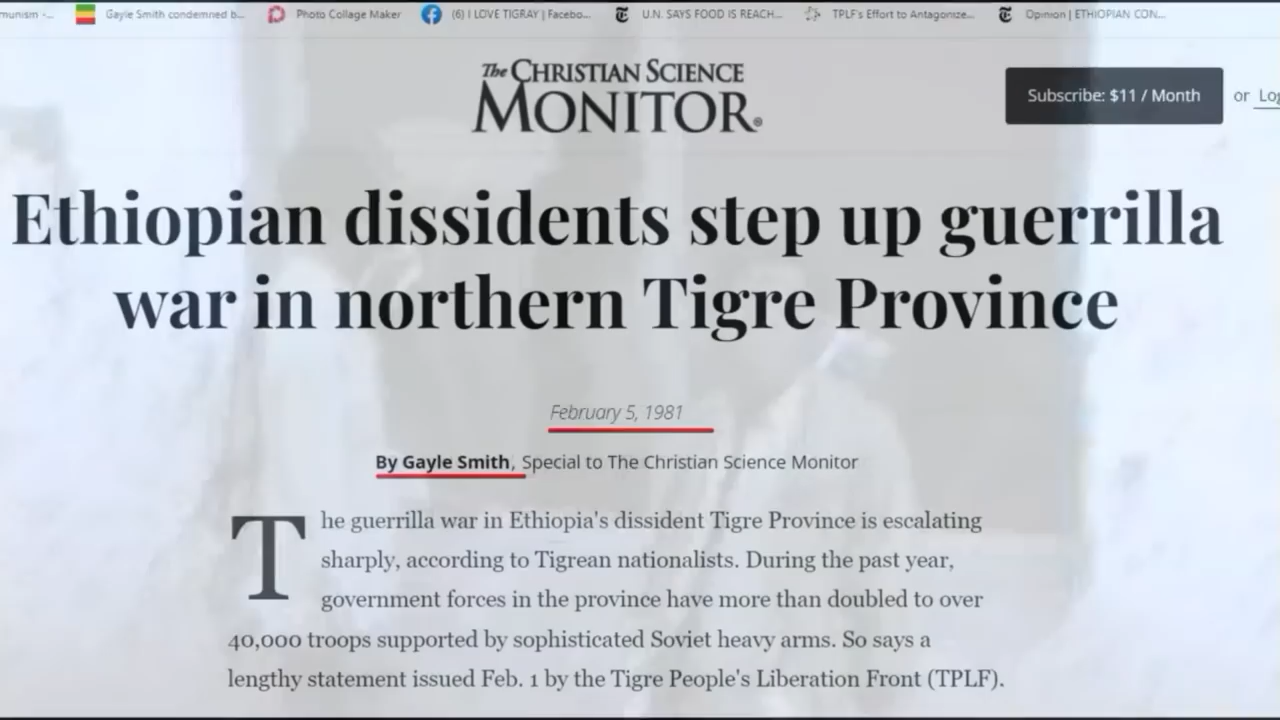 munism -...
Gayle Smith condemned b...
Photo Collage Maker
(6) I LOVE TIGRAY | Facebo...
U.N. SAYS FOOD IS REACH...
TPLF's Effort to Antagonize...
Opinion | ETHIOPIAN CON...
The CHRISTIAN SCIENCE
MONITOR®
Subscribe: $11 / Month
or Log
Ethiopian dissidents step up guerrilla
war in northern Tigre Province
February 5, 1981
By Gayle Smith, Special to The Christian Science Monitor
The guerrilla war in Ethiopia's dissident Tigre Province is escalating
sharply, according to Tigrean nationalists. During the past year,
government forces in the province have more than doubled to over
40,000 troops supported by sophisticated Soviet heavy arms. So says a
lengthy statement issued Feb. 1 by the Tigre People's Liberation Front (TPLF).